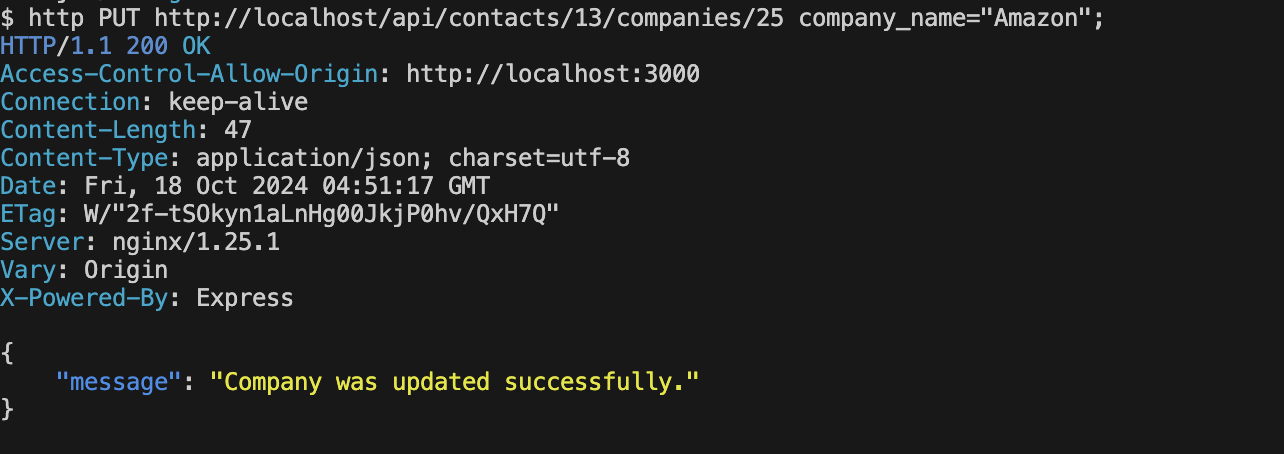 $ http PUT http://localhost/api/contacts/13/companies/25 company_name="Amazon";
HTTP/1.1 200 OK
Access-Control-Allow-Origin: http://localhost:3000
Connection: keep-alive
Content-Length: 47
Content-Type: application/json; charset=utf-8
Date: Fri, 18 Oct 2024 04:51:17 GMT
ETag: W/"2f-tSOkyn1aLnHg00JkjP0hv/QxH7Q"
Server: nginx/1.25.1
Vary: Origin
X-Powered-By: Express
{
    "message": "Company was updated successfully."
}